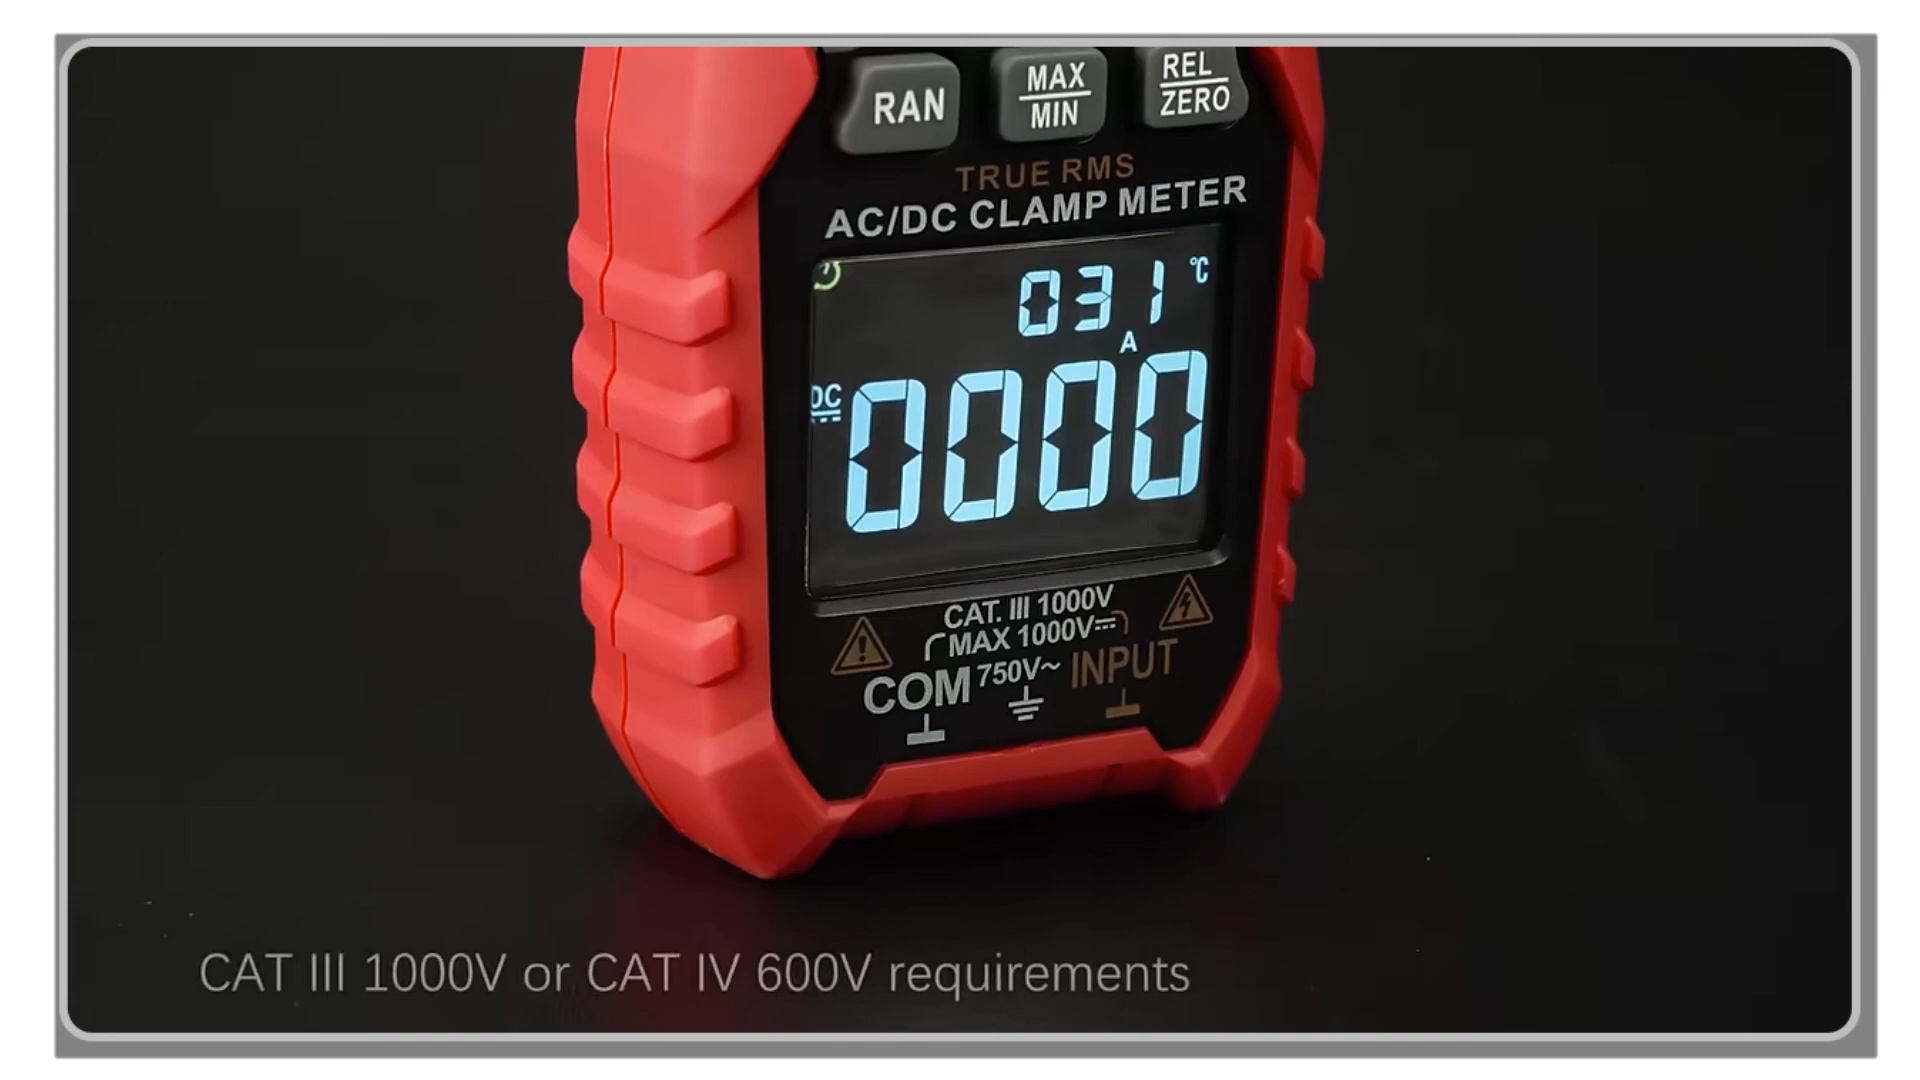 RAN
MAX
MIN
REL
ZERO
TRUE RMS
AC/DC CLAMP METER
031 °C
A
DC 0000
CAT. III 1000V
MAX 1000V
COM 750V~ INPUT
CAT III 1000V or CAT IV 600V requirements